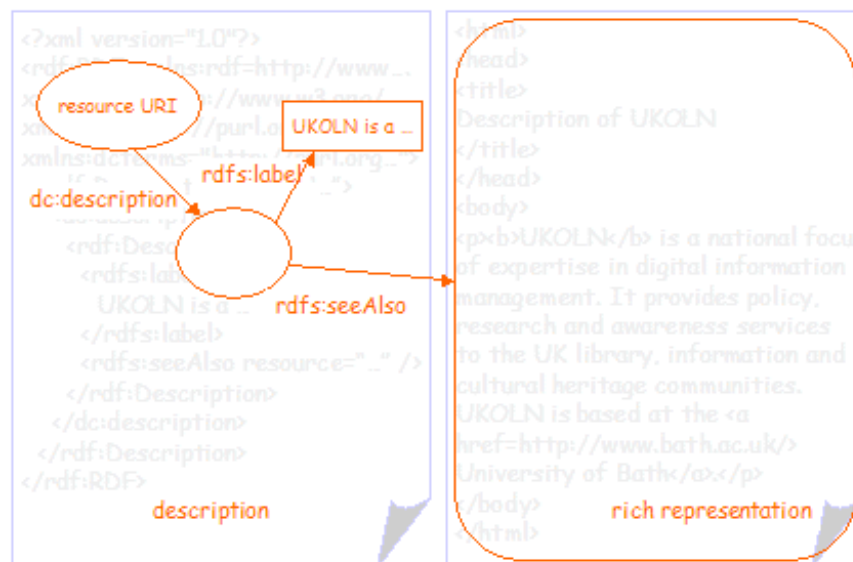 <?xml version="1.0"?>
resource URI
UKOLN is a ...
rdfs:label
dc:description
<rdf:Desc
<rdfs:lab
UKOLN is a ..
</rdfs:label>
<rdfs:seeAlso resource=".." />
</rdf:Description>
</dc:description>
</rdf:Description>
</rdf:RDF>
rdfs:seeAlso
description
<html>
<head>
<title>
Description of UKOLN
</title>
</head>
<body>
<p><b>UKOLN</b> is a national focu
of expertise in digital information
management. It provides policy,
research and awareness services
to the UK library, information and
cultural heritage communities.
UKOLN is based at the <a
href=http://www.bath.ac.uk/>
University of Bath</a>.</p>
</body>
</html>
rich representation